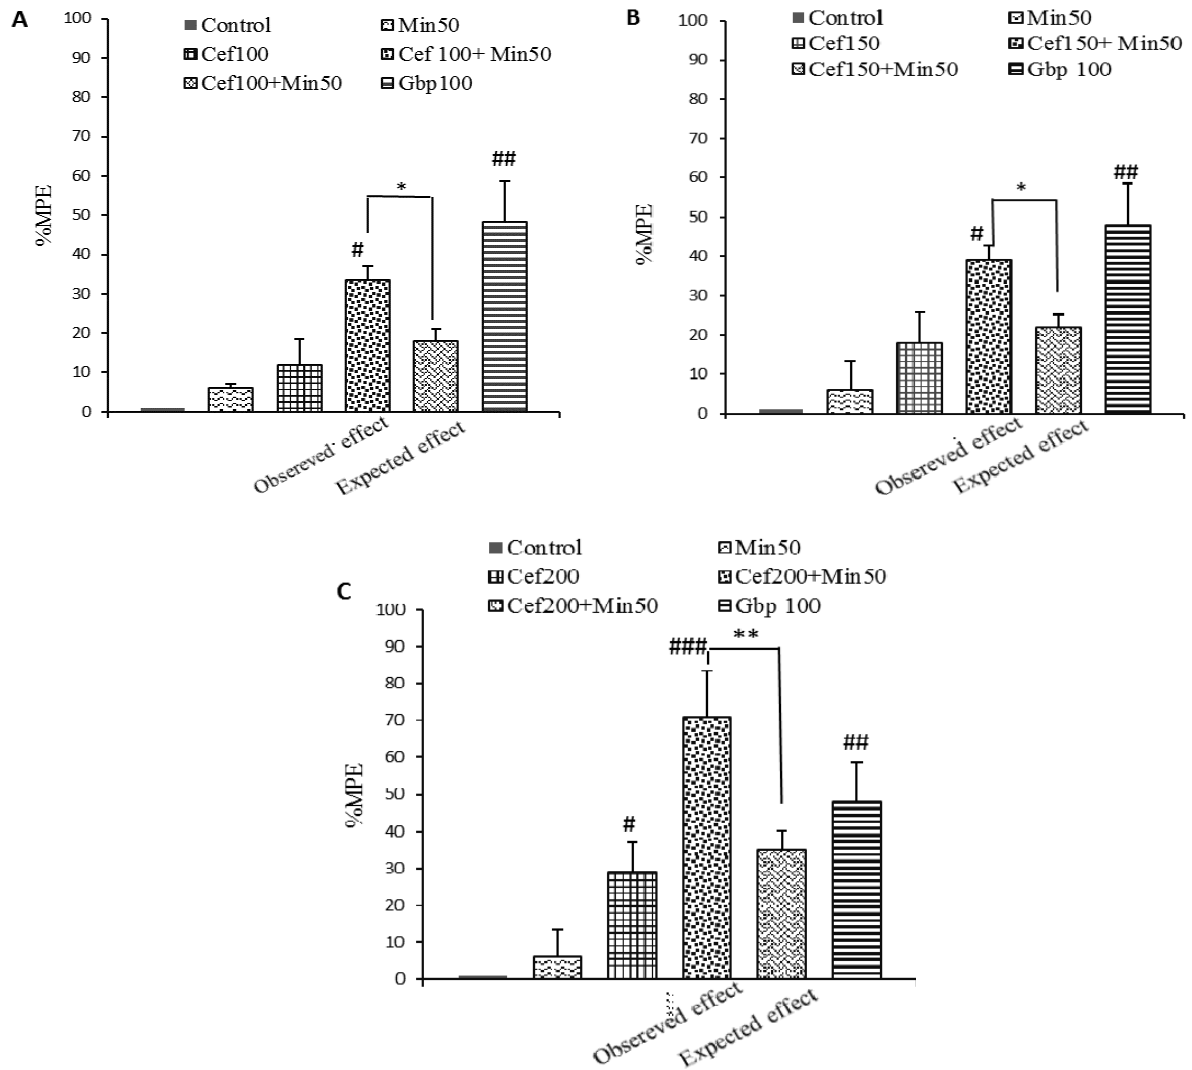 A
Control
Min50
Cef100
Cef 100+ Min50
Cef100+Min50
Gbp100
100
90
80
70
60
50
40
30
20
10
0
%MPE
#
*
##
Obsereved effect
Expected effect
B
Control
Min50
Cef150
Cef150+ Min50
Cef150+Min50
Gbp 100
100
90
80
70
60
50
40
30
20
10
0
%MPE
#
*
##
Obsereved effect
Expected effect
C
Control
Min50
Cef200
Cef200+Min50
Cef200+Min50
Gbp 100
100
90
80
70
60
50
40
30
20
10
0
%MPE
#
###
**
##
Obsereved effect
Expected effect